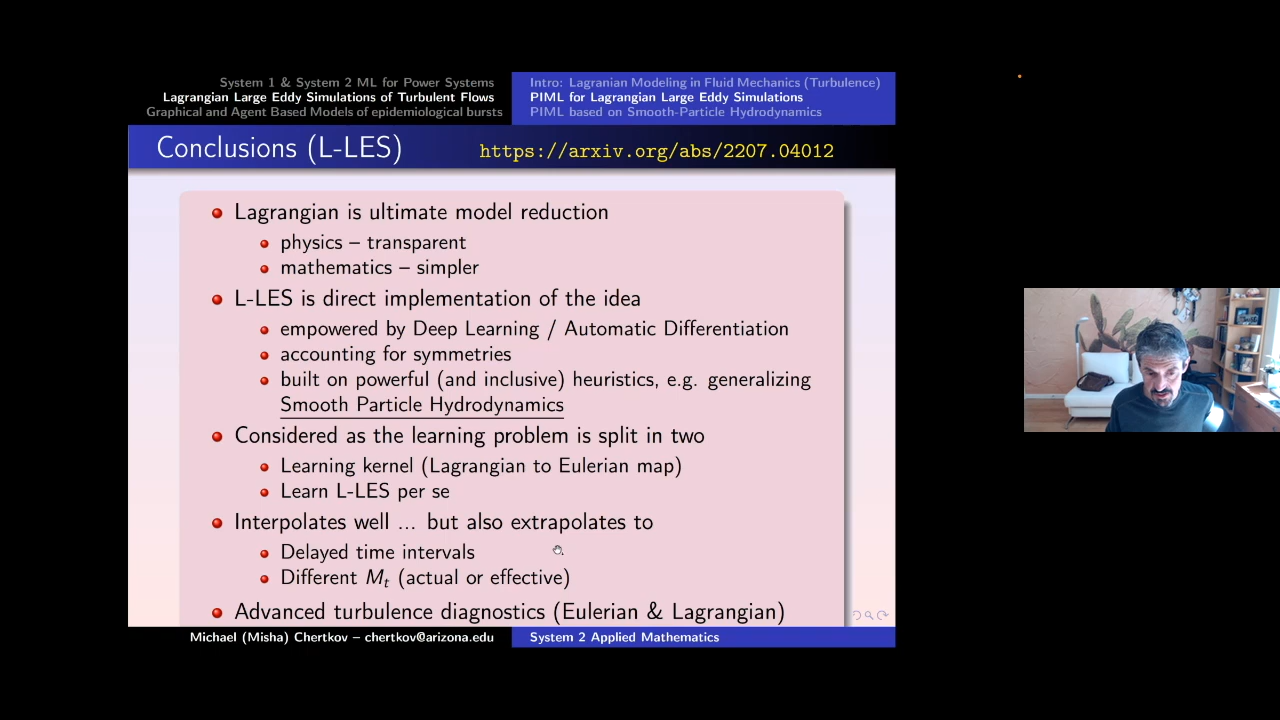 System 1 & System 2 ML for Power Systems
Lagrangian Large Eddy Simulations of Turbulent Flows
Graphical and Agent Based Models of epidemiological bursts
Intro: Lagranian Modeling in Fluid Mechanics (Turbulence)
PIML for Lagrangian Large Eddy Simulations
PIML based on Smooth-Particle Hydrodynamics
Conclusions (L-LES) https://arxiv.org/abs/2207.04012
Lagrangian is ultimate model reduction
physics – transparent
mathematics – simpler
L-LES is direct implementation of the idea
empowered by Deep Learning / Automatic Differentiation
accounting for symmetries
built on powerful (and inclusive) heuristics, e.g. generalizing
Smooth Particle Hydrodynamics
Considered as the learning problem is split in two
Learning kernel (Lagrangian to Eulerian map)
Learn L-LES per se
Interpolates well ... but also extrapolates to
Delayed time intervals
Different M_t (actual or effective)
Advanced turbulence diagnostics (Eulerian & Lagrangian)
Michael (Misha) Chertkov – chertkov@arizona.edu
System 2 Applied Mathematics